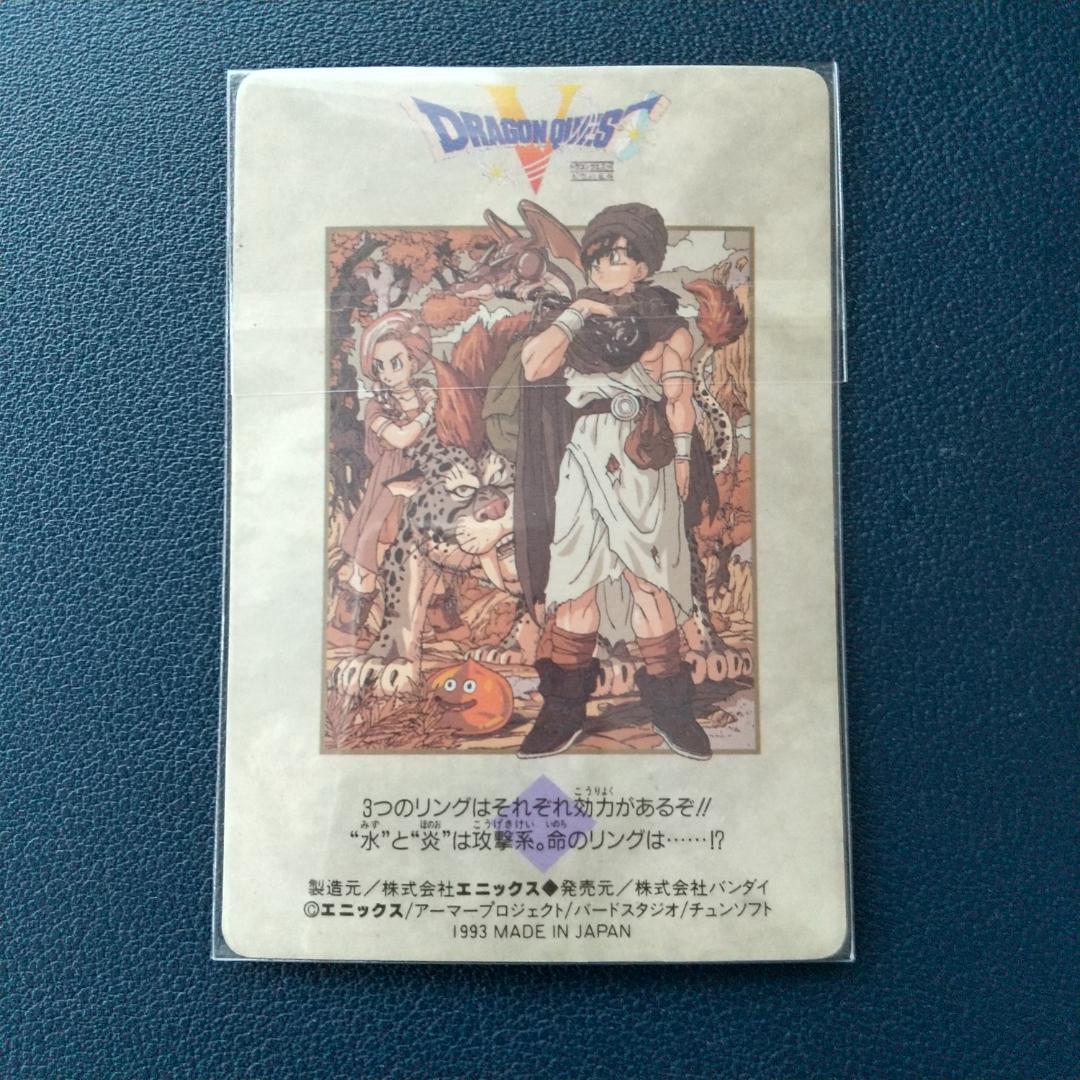 DRAGON QUEST
V
3つのリングはそれぞれ効力があるぞ!!
“水”と“炎”は攻撃系。命のリングは……!?
製造元／株式会社エニックス◆発売元／株式会社バンダイ
©エニックス/アーマープロジェクト/バードスタジオ/チュンソフト
1993 MADE IN JAPAN